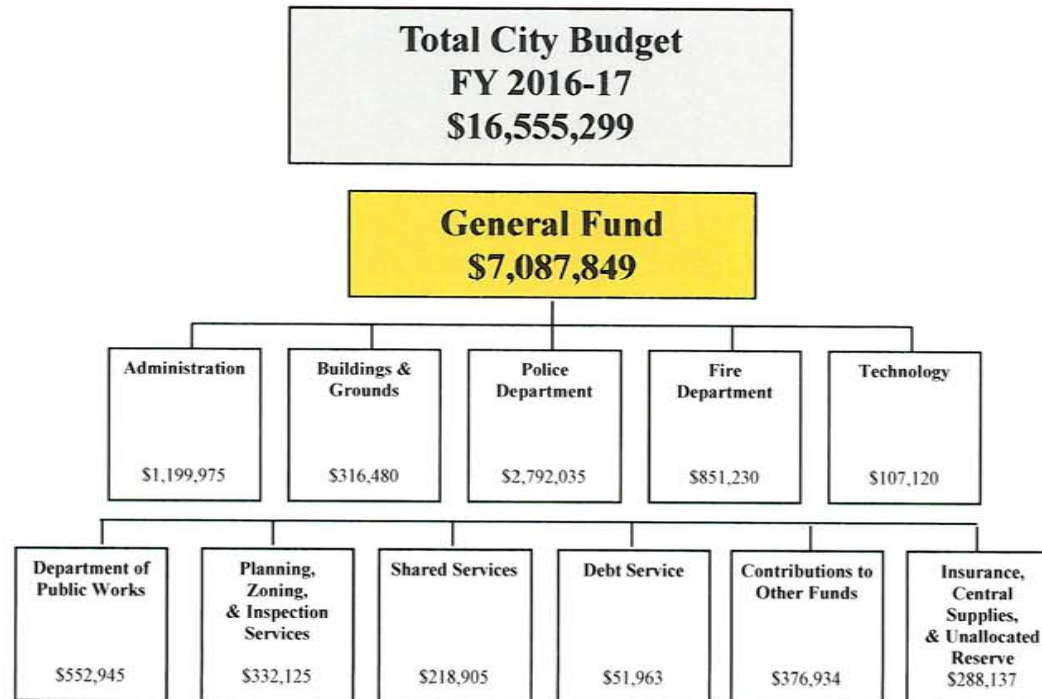 Total City Budget
FY 2016-17
$16,555,299
General Fund
$7,087,849
Administration
$1,199,975
Buildings &
Grounds
$316,480
Police
Department
$2,792,035
Fire
Department
$851,230
Technology
$107,120
Department of
Public Works
$552,945
Planning,
Zoning,
& Inspection
Services
$332,125
Shared Services
$218,905
Debt Service
$51,963
Contributions to
Other Funds
$376,934
Insurance,
Central
Supplies,
& Unallocated
Reserve
$288,137